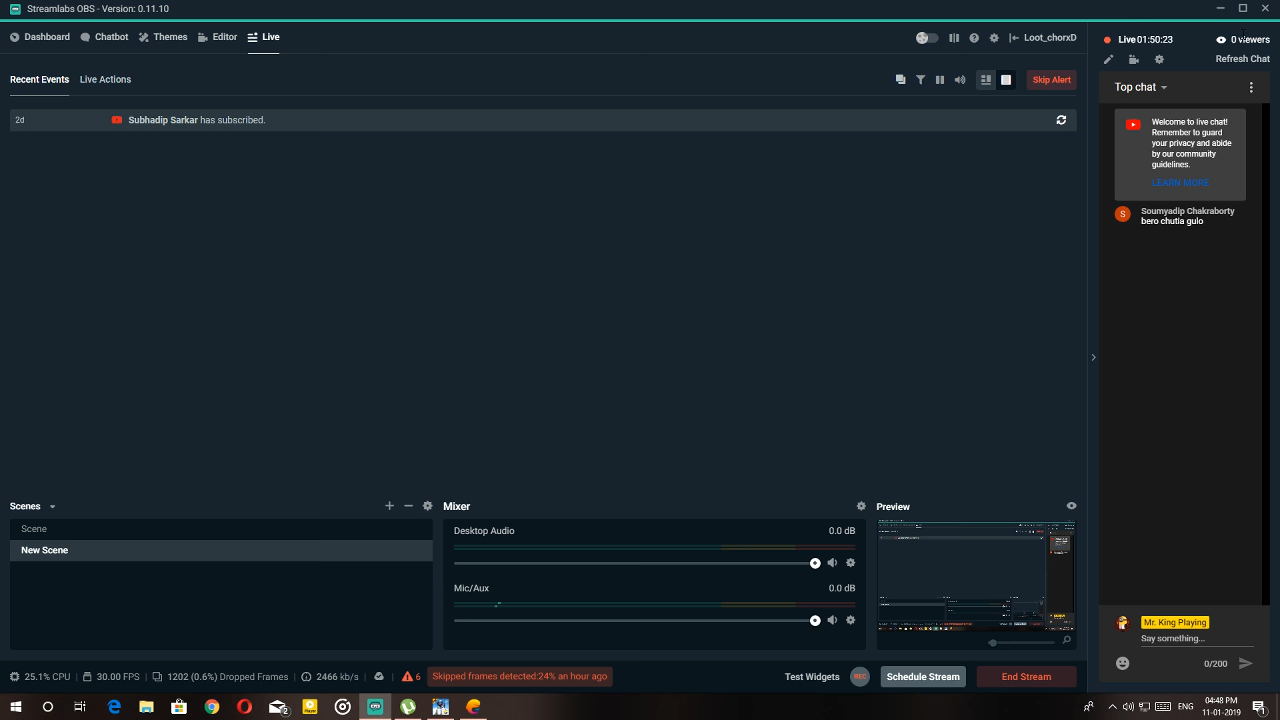 Streamlabs OBS - Version: 0.11.10
Dashboard Chatbot Themes Editor Live
Loot_chorxD
Live 01:50:23 0 viewers
Refresh Chat
Recent Events Live Actions
Skip Alert
Top chat
2d Subhadip Sarkar has subscribed.
Welcome to live chat!
Remember to guard
your privacy and abide
by our community
guidelines.
LEARN MORE
S Soumyadip Chakraborty
bero chutia gulo
Scenes
Scene
New Scene
Mixer
Desktop Audio 0.0 dB
Mic/Aux 0.0 dB
Preview
Mr. King Playing
Say something...
0/200
25.1% CPU 30.00 FPS 1202 (0.6%) Dropped Frames 2466 kb/s 6 Skipped frames detected:24% an hour ago
Test Widgets REC Schedule Stream End Stream
ENG 04:48 PM
11-01-2019